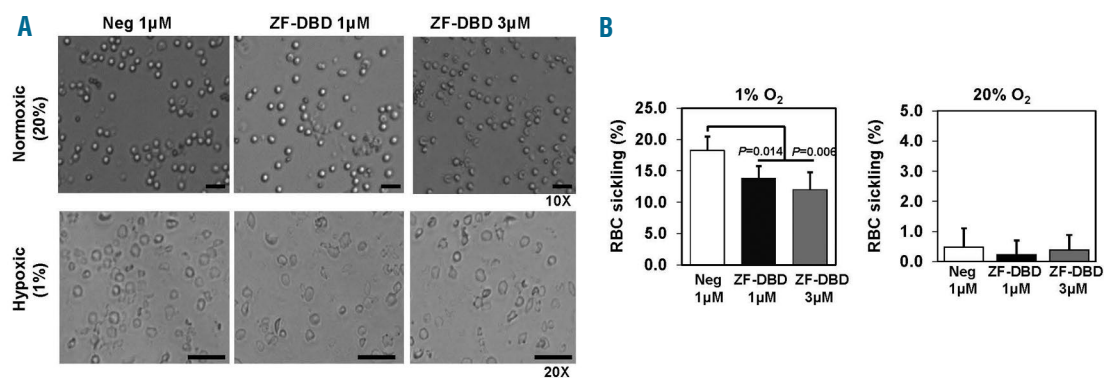 A
Neg 1µM
ZF-DBD 1µM
ZF-DBD 3µM
Normoxic
(20%)
10X
Hypoxic
(1%)
20X
B
1% O2
RBC sickling (%)
25.0
20.0
15.0
10.0
5.0
0.0
P=0.014
P=0.006
Neg
1µM
ZF-DBD
1µM
ZF-DBD
3µM
20% O2
RBC sickling (%)
5.0
4.0
3.0
2.0
1.0
0.0
Neg
1µM
ZF-DBD
1µM
ZF-DBD
3µM